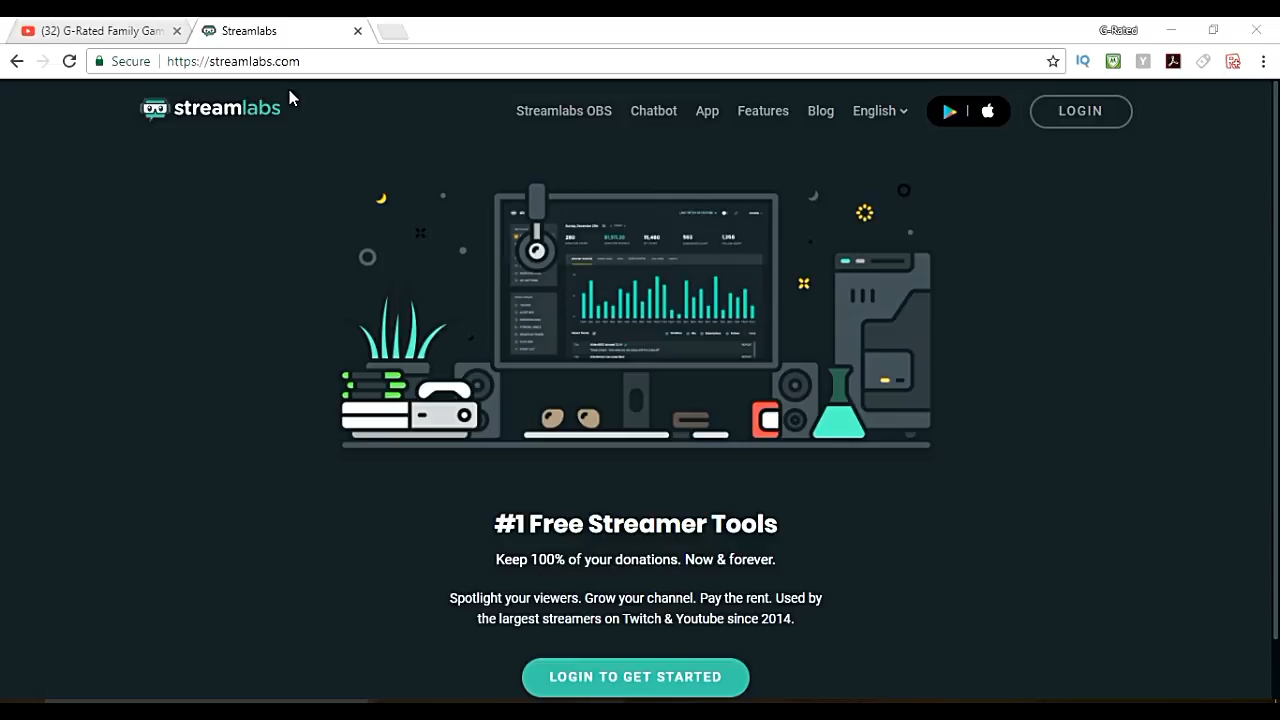 (32) G-Rated Family Gam
Streamlabs
G-Rated
Secure
https://streamlabs.com
streamlabs
Streamlabs OBS
Chatbot
App
Features
Blog
English
LOGIN
#1 Free Streamer Tools
Keep 100% of your donations. Now & forever.
Spotlight your viewers. Grow your channel. Pay the rent. Used by
the largest streamers on Twitch & Youtube since 2014.
LOGIN TO GET STARTED